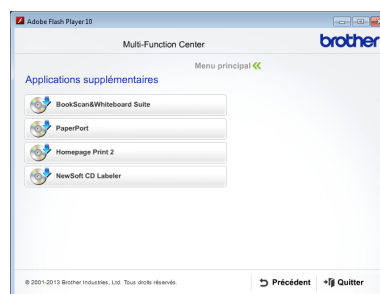 Adobe Flash Player 10
Multi-Function Center
brother
Menu principal
Applications supplémentaires
BookScan&Whiteboard Suite
PaperPort
Homepage Print 2
NewSoft CD Labeler
© 2001-2013 Brother Industries, Ltd. Tous droits réservés.
Précédent
Quitter